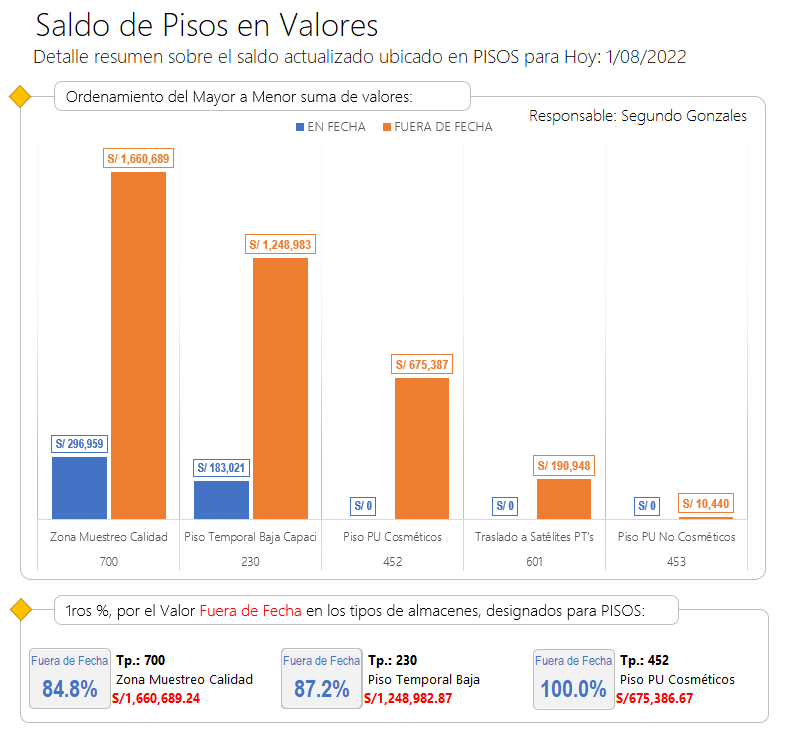 Saldo de Pisos en Valores
Detalle resumen sobre el saldo actualizado ubicado en PISOS para Hoy: 1/08/2022
Ordenamiento del Mayor a Menor suma de valores:
Responsable: Segundo Gonzales
EN FECHA FUERA DE FECHA
S/ 1,660,689
S/ 1,248,983
S/ 675,387
S/ 296,959
S/ 183,021
S/ 190,948
S/ 0
S/ 0
S/ 0
S/ 10,440
Zona Muestreo Calidad Piso Temporal Baja Capaci Piso PU Cosméticos Traslado a Satélites PT's Piso PU No Cosméticos
700 230 452 601 453
1ros %, por el Valor Fuera de Fecha en los tipos de almacenes, designados para PISOS:
Fuera de Fecha
84.8%
Tp.: 700
Zona Muestreo Calidad
S/1,660,689.24
Fuera de Fecha
87.2%
Tp.: 230
Piso Temporal Baja
S/1,248,982.87
Fuera de Fecha
100.0%
Tp.: 452
Piso PU Cosméticos
S/675,386.67